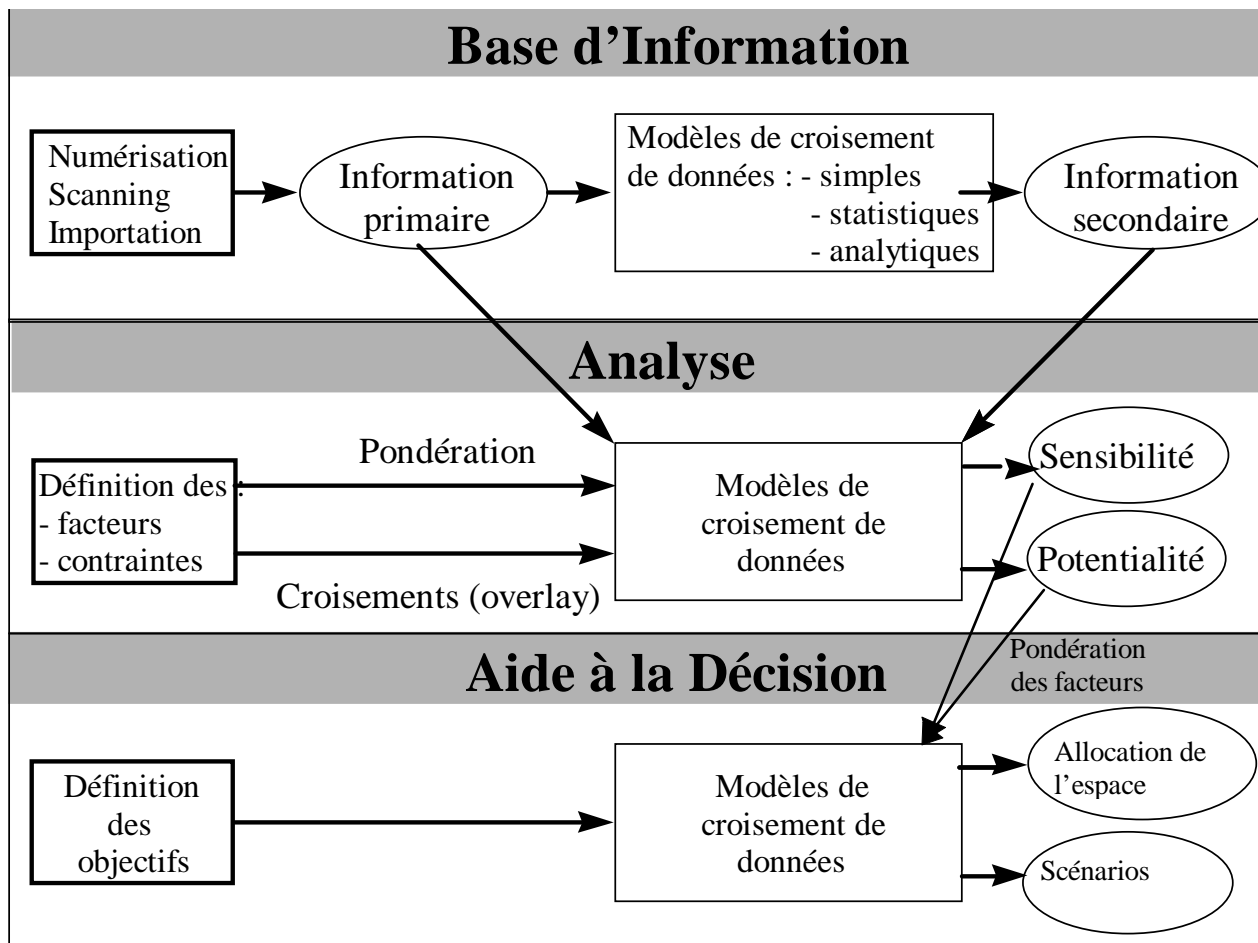 Base d'Information
Numérisation
Scanning
Importation
Information
primaire
Modèles de croisement
de données : - simples
- statistiques
- analytiques
Information
secondaire
Analyse
Pondération
Définition des :
- facteurs
- contraintes
Croisements (overlay)
Modèles de
croisement de
données
Sensibilité
Potentialité
Pondération
des facteurs
Aide à la Décision
Définition
des
objectifs
Modèles de
croisement de
données
Allocation de
l'espace
Scénarios